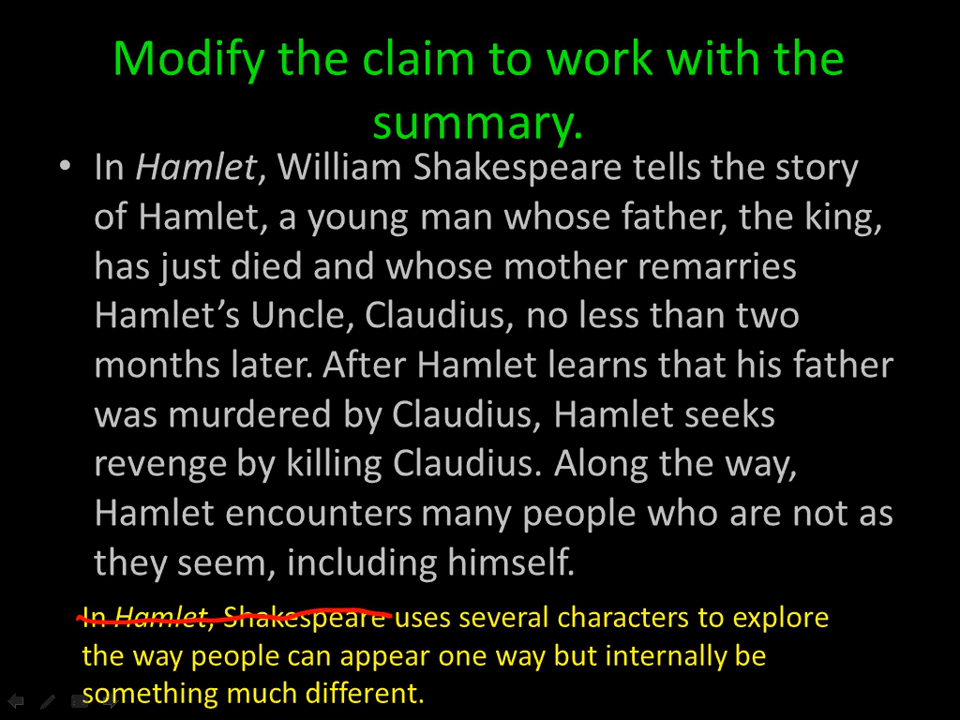 Modify the claim to work with the
summary.
• In Hamlet, William Shakespeare tells the story
of Hamlet, a young man whose father, the king,
has just died and whose mother remarries
Hamlet’s Uncle, Claudius, no less than two
months later. After Hamlet learns that his father
was murdered by Claudius, Hamlet seeks
revenge by killing Claudius. Along the way,
Hamlet encounters many people who are not as
they seem, including himself.
In Hamlet, Shakespeare uses several characters to explore
the way people can appear one way but internally be
something much different.